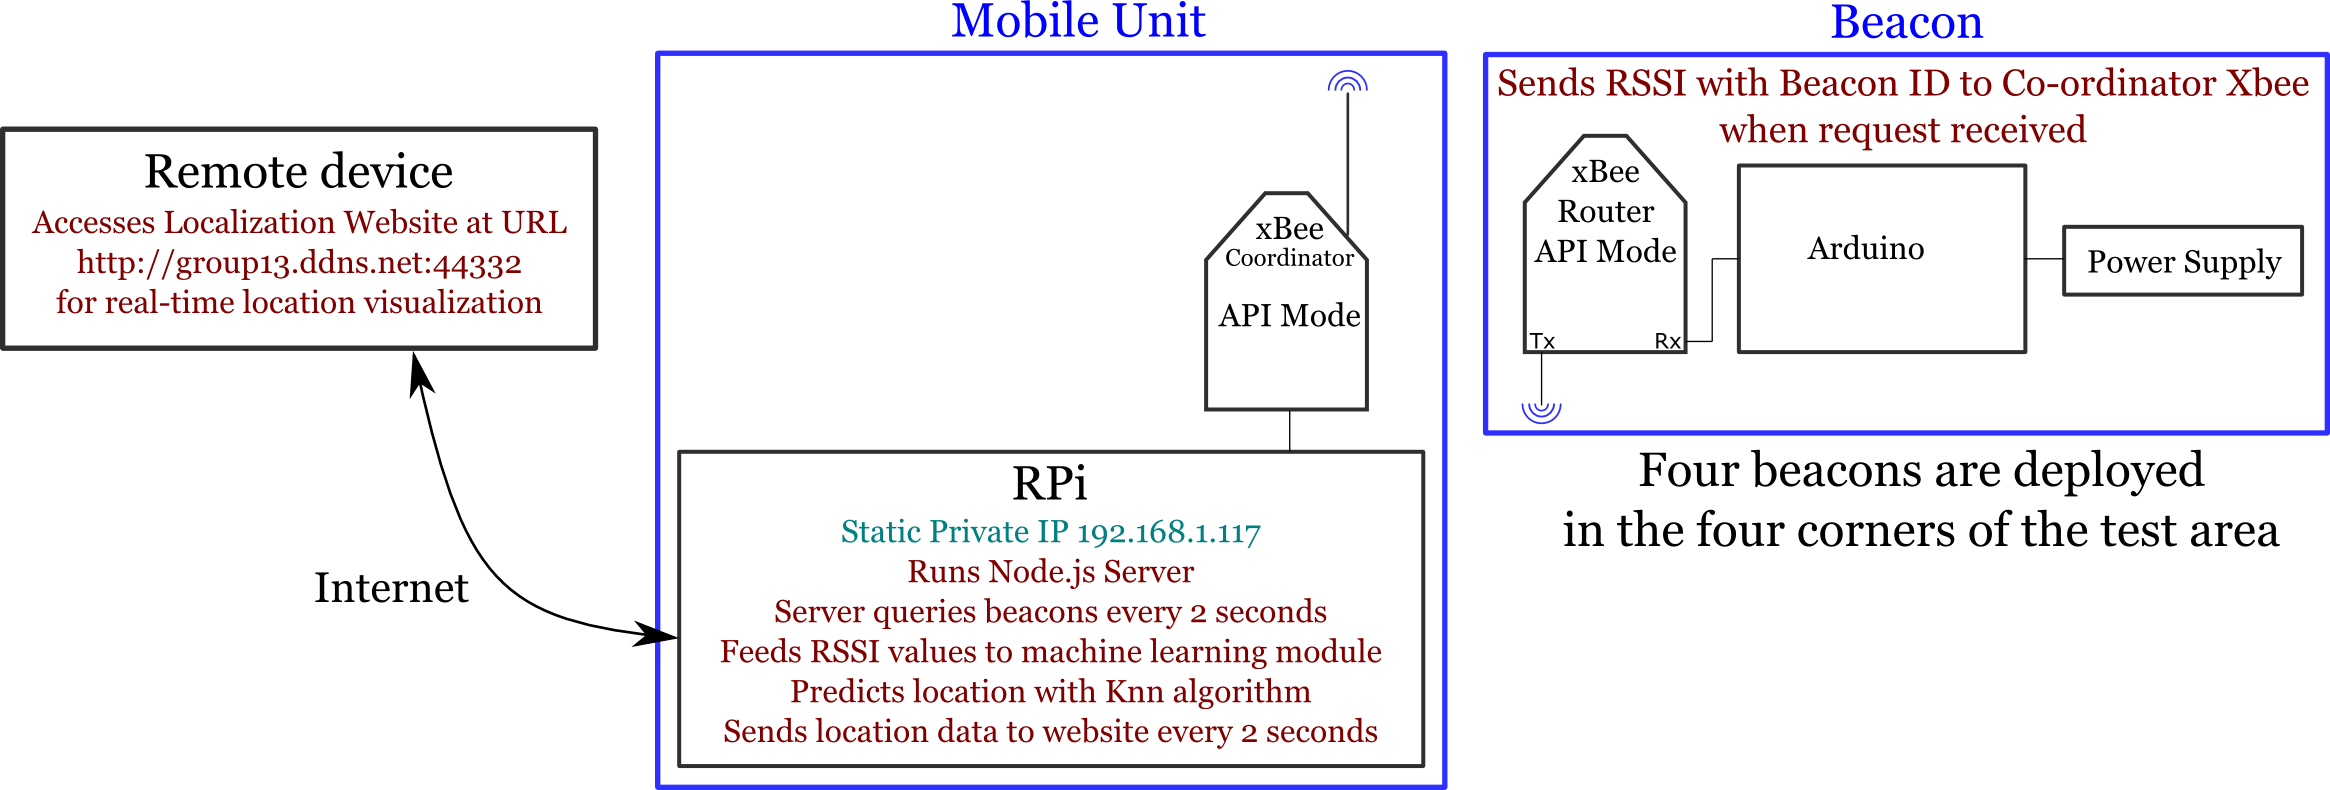 Mobile Unit
Beacon
Remote device
Accesses Localization Website at URL
http://group13.ddns.net:44332
for real-time location visualization
Internet
xBee
Coordinator
API Mode
RPi
Static Private IP 192.168.1.117
Runs Node.js Server
Server queries beacons every 2 seconds
Feeds RSSI values to machine learning module
Predicts location with Knn algorithm
Sends location data to website every 2 seconds
Sends RSSI with Beacon ID to Co-ordinator Xbee
when request received
xBee
Router
API Mode
Tx
Rx
Arduino
Power Supply
Four beacons are deployed
in the four corners of the test area